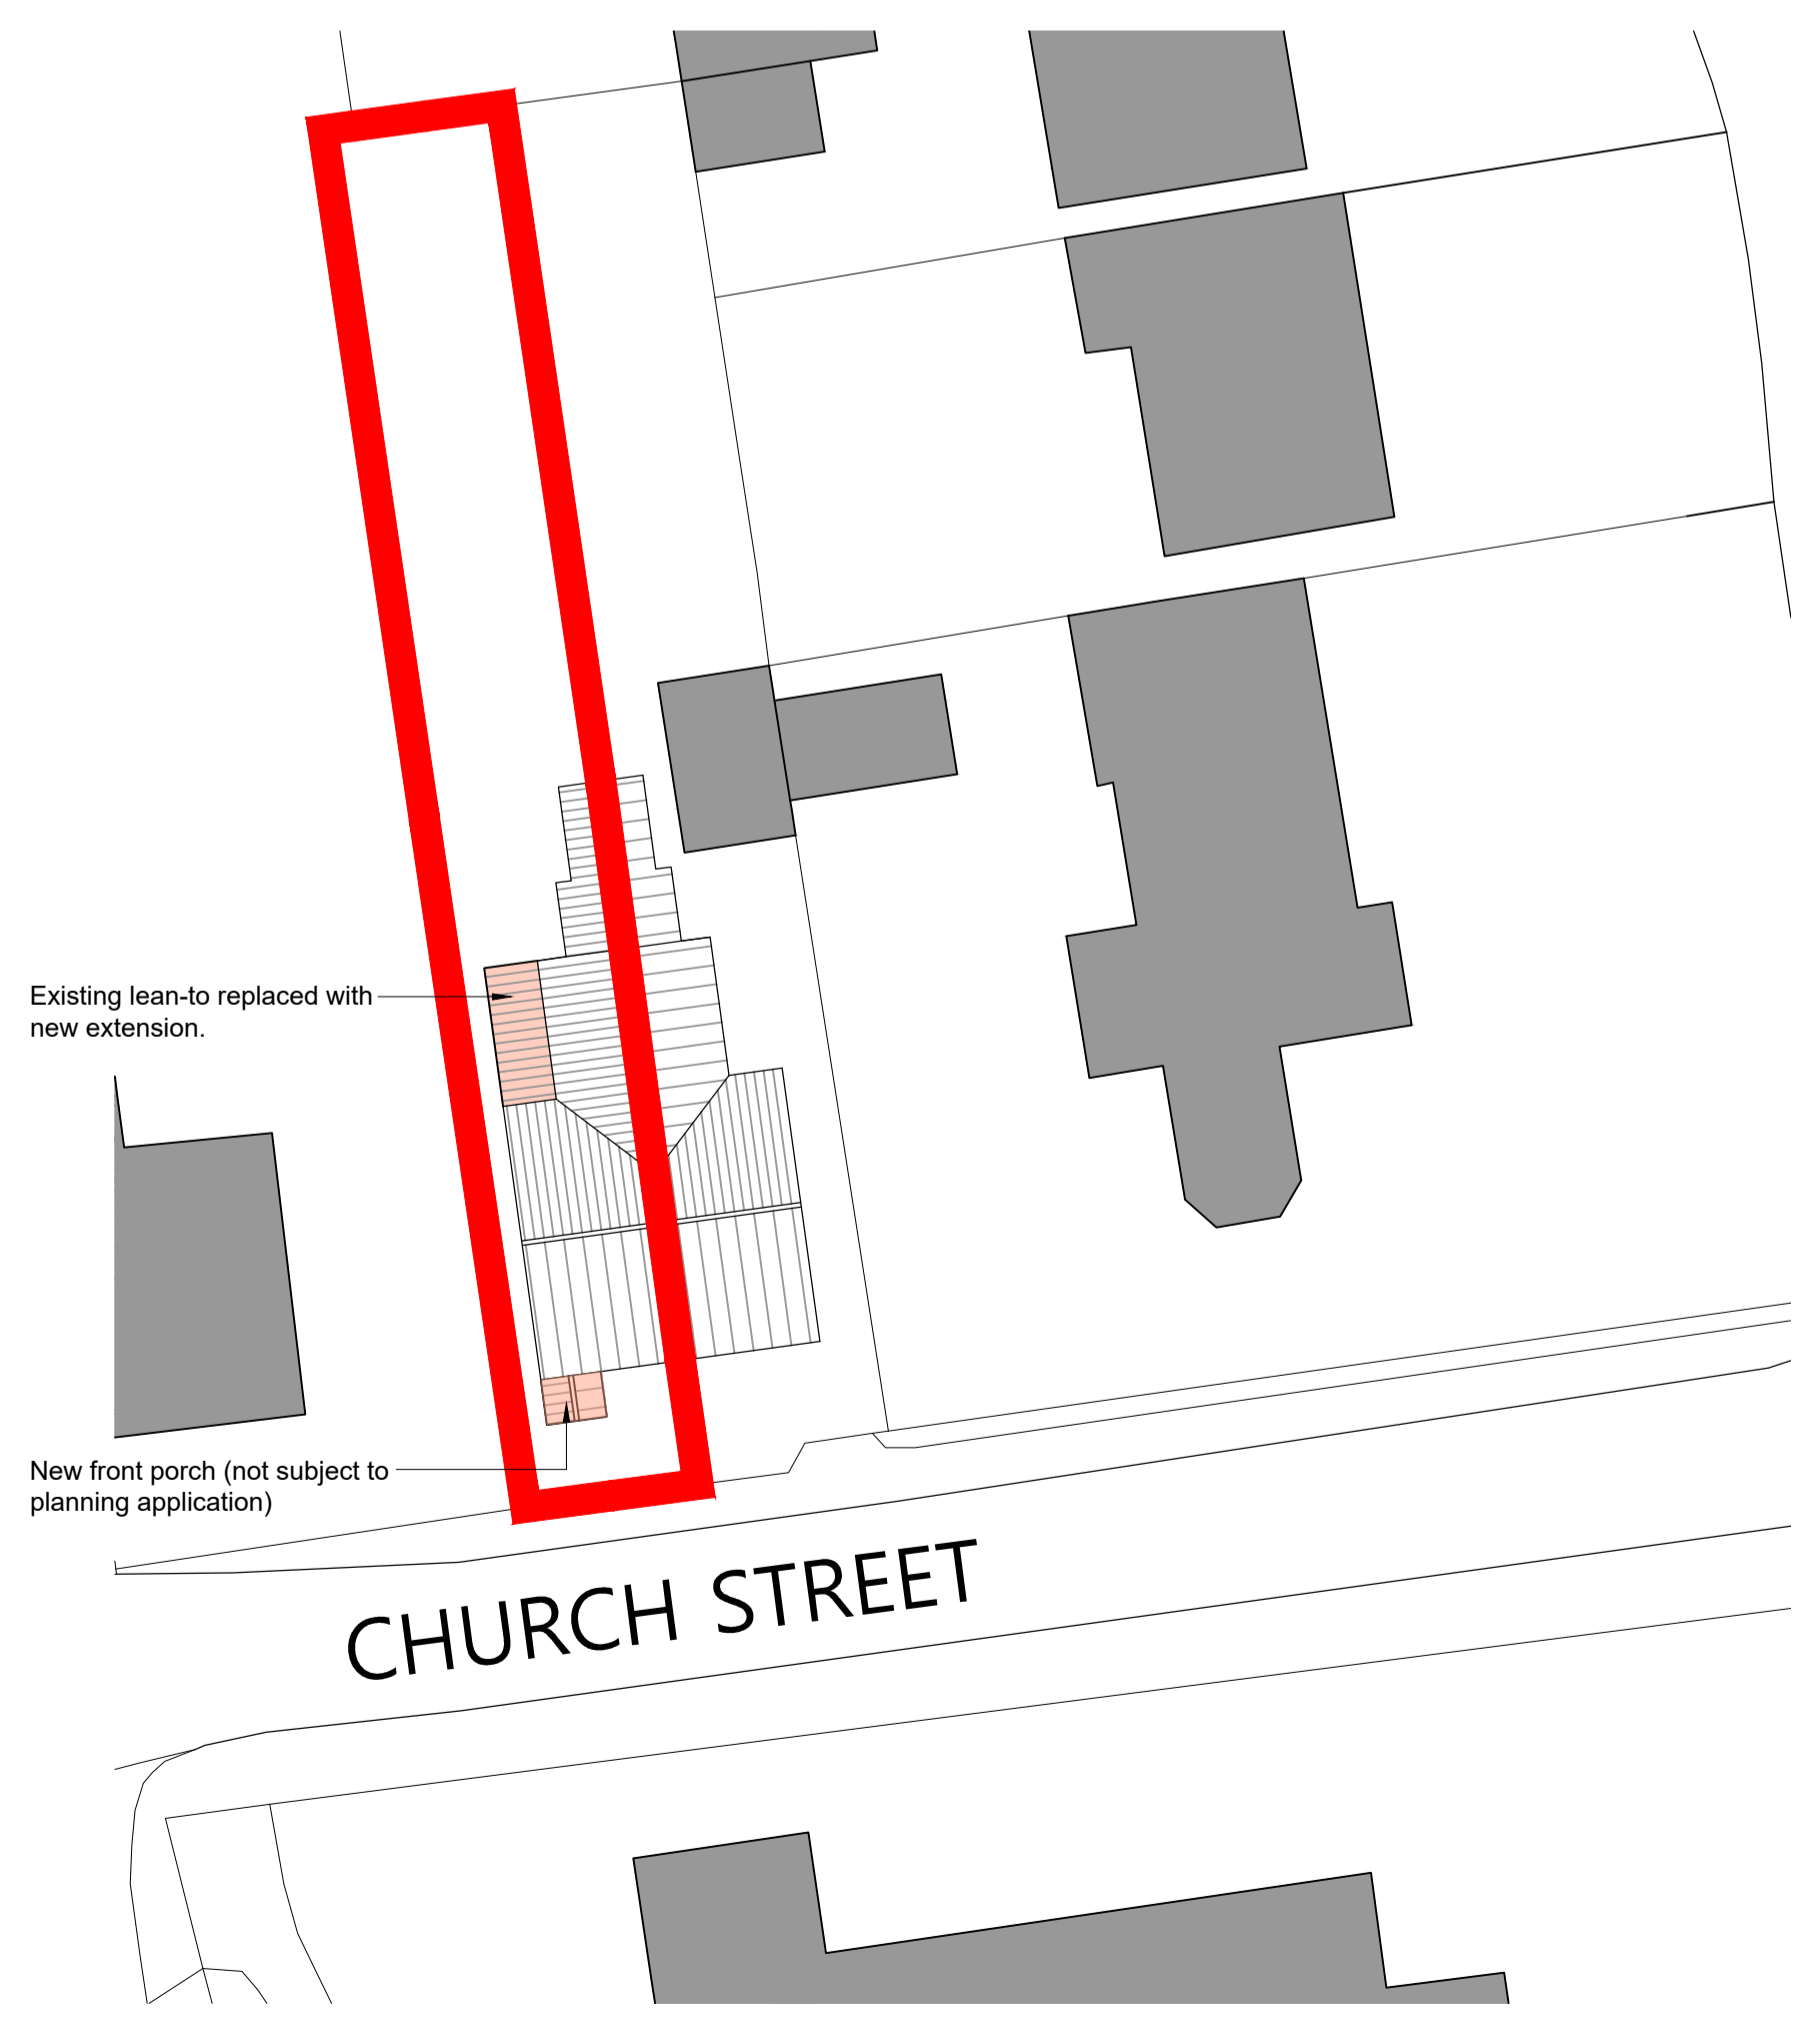 Existing lean-to replaced with
new extension.
New front porch (not subject to
planning application)
CHURCH STREET